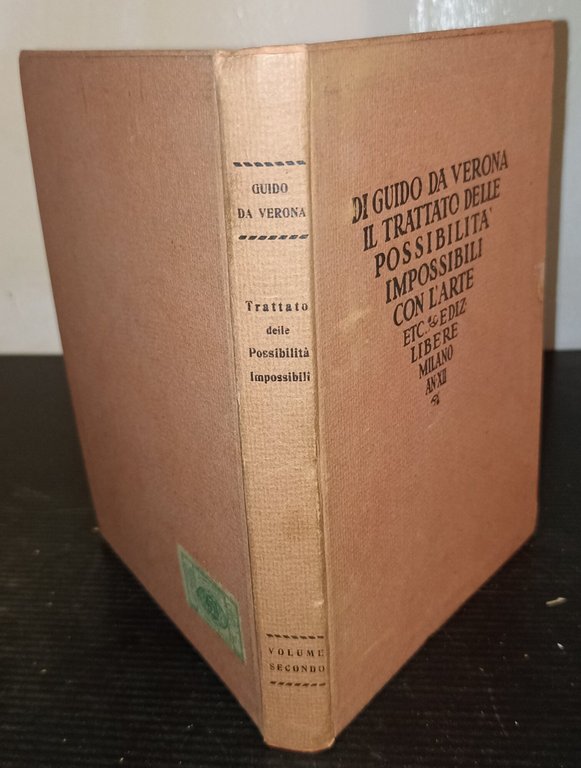 GUIDO
DA VERONA
Trattato
delle
Possibilità
Impossibili
VOLUME
SECONDO
DI GUIDO DA VERONA
IL TRATTATO DELLE
POSSIBILITA'
IMPOSSIBILI
CON L'ARTE
ETC. & EDIZ·
LIBERE
MILANO
AN·XII